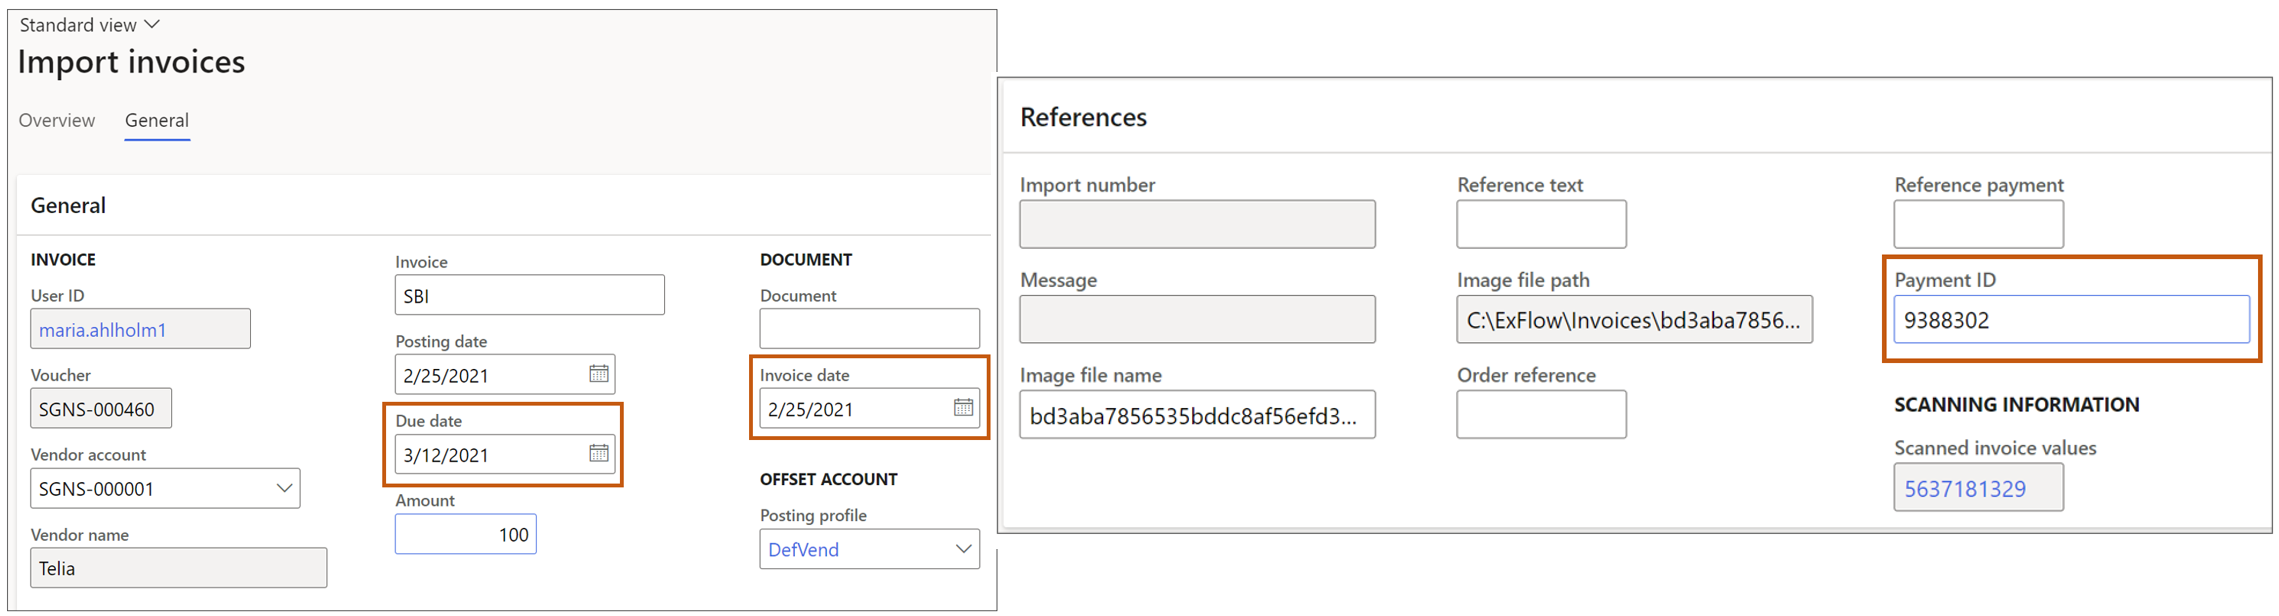 Standard view
Import invoices
Overview
General
General
INVOICE
User ID
maria.ahlholm1
Voucher
SGNS-000460
Vendor account
SGNS-000001
Vendor name
Telia
Invoice
SBI
Posting date
2/25/2021
Due date
3/12/2021
Amount
100
DOCUMENT
Document
Invoice date
2/25/2021
OFFSET ACCOUNT
Posting profile
DefVend
References
Import number
Message
Image file name
bd3aba7856535bddc8af56efd3...
Reference text
Image file path
C:\ExFlow\Invoices\bd3aba7856...
Order reference
Reference payment
Payment ID
9388302
SCANNING INFORMATION
Scanned invoice values
5637181329